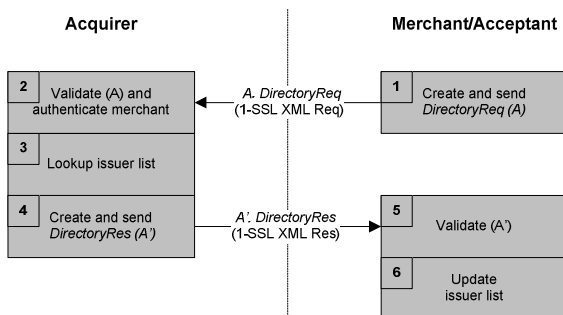 Acquirer
Merchant/Acceptant
2
Validate (A) and
authenticate merchant
A. DirectoryReq
(1-SSL XML Req)
1
Create and send
DirectoryReq (A)
3
Lookup issuer list
4
Create and send
DirectoryRes (A’)
A’. DirectoryRes
(1-SSL XML Res)
5
Validate (A’)
6
Update
issuer list